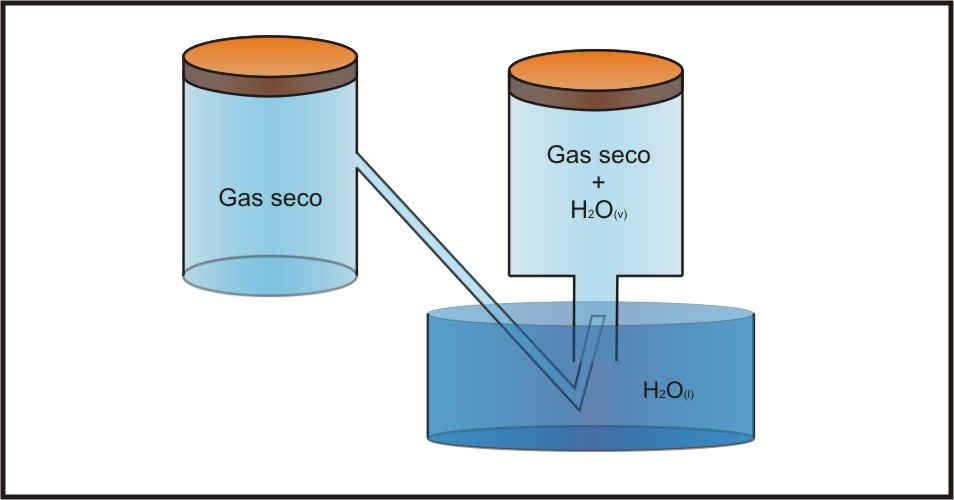 Gas seco
Gas seco
+
H₂O(v)
H₂O(l)